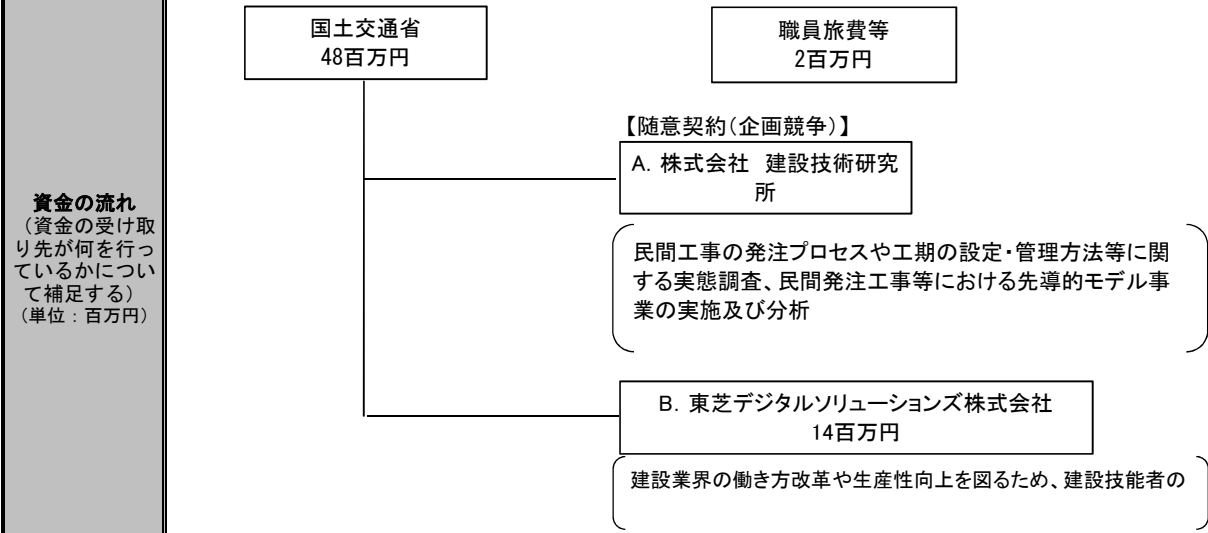 資金の流れ
（資金の受け取
り先が何を行っ
ているかについ
て補足する）
（単位：百万円）
国土交通省
48百万円
職員旅費等
2百万円
【随意契約（企画競争）】
A．株式会社　建設技術研究
所
民間工事の発注プロセスや工期の設定・管理方法等に関
する実態調査、民間発注工事等における先導的モデル事
業の実施及び分析
B．東芝デジタルソリューションズ株式会社
14百万円
建設業界の働き方改革や生産性向上を図るため、建設技能者の